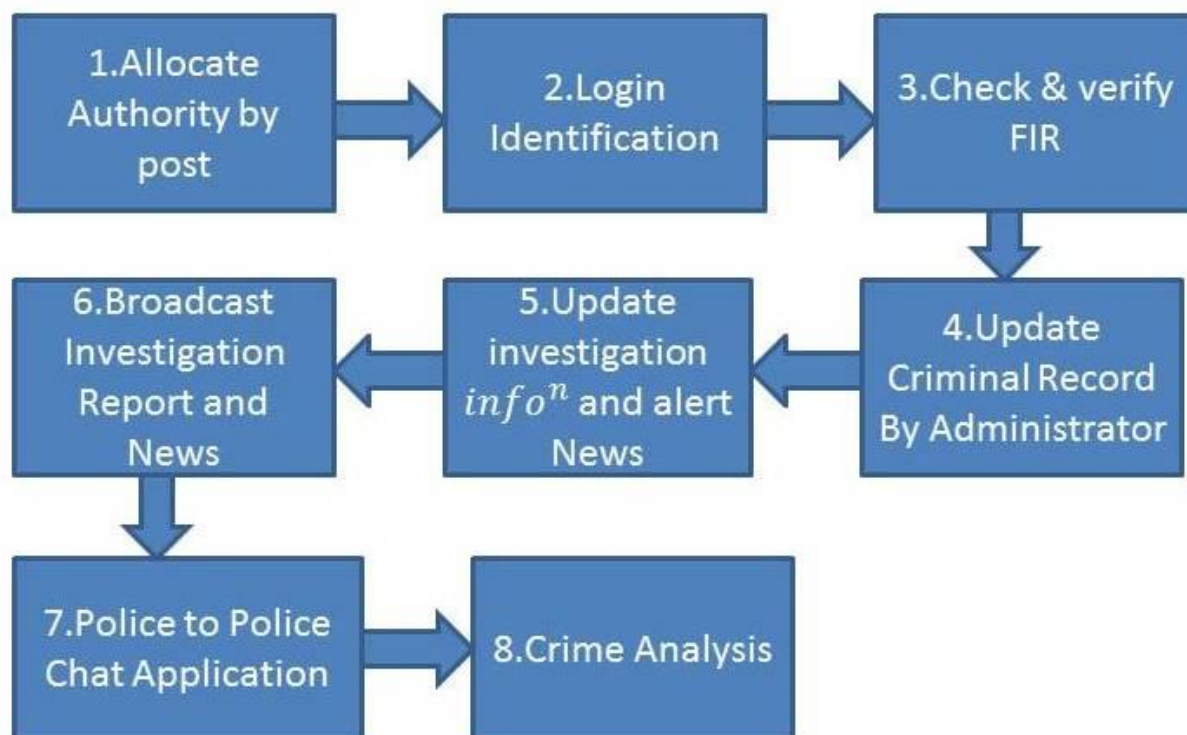 1.Allocate
Authority by
post
2.Login
Identification
3.Check & verify
FIR
4.Update
Criminal Record
By Administrator
5.Update
investigation
infoⁿ and alert
News
6.Broadcast
Investigation
Report and
News
7.Police to Police
Chat Application
8.Crime Analysis